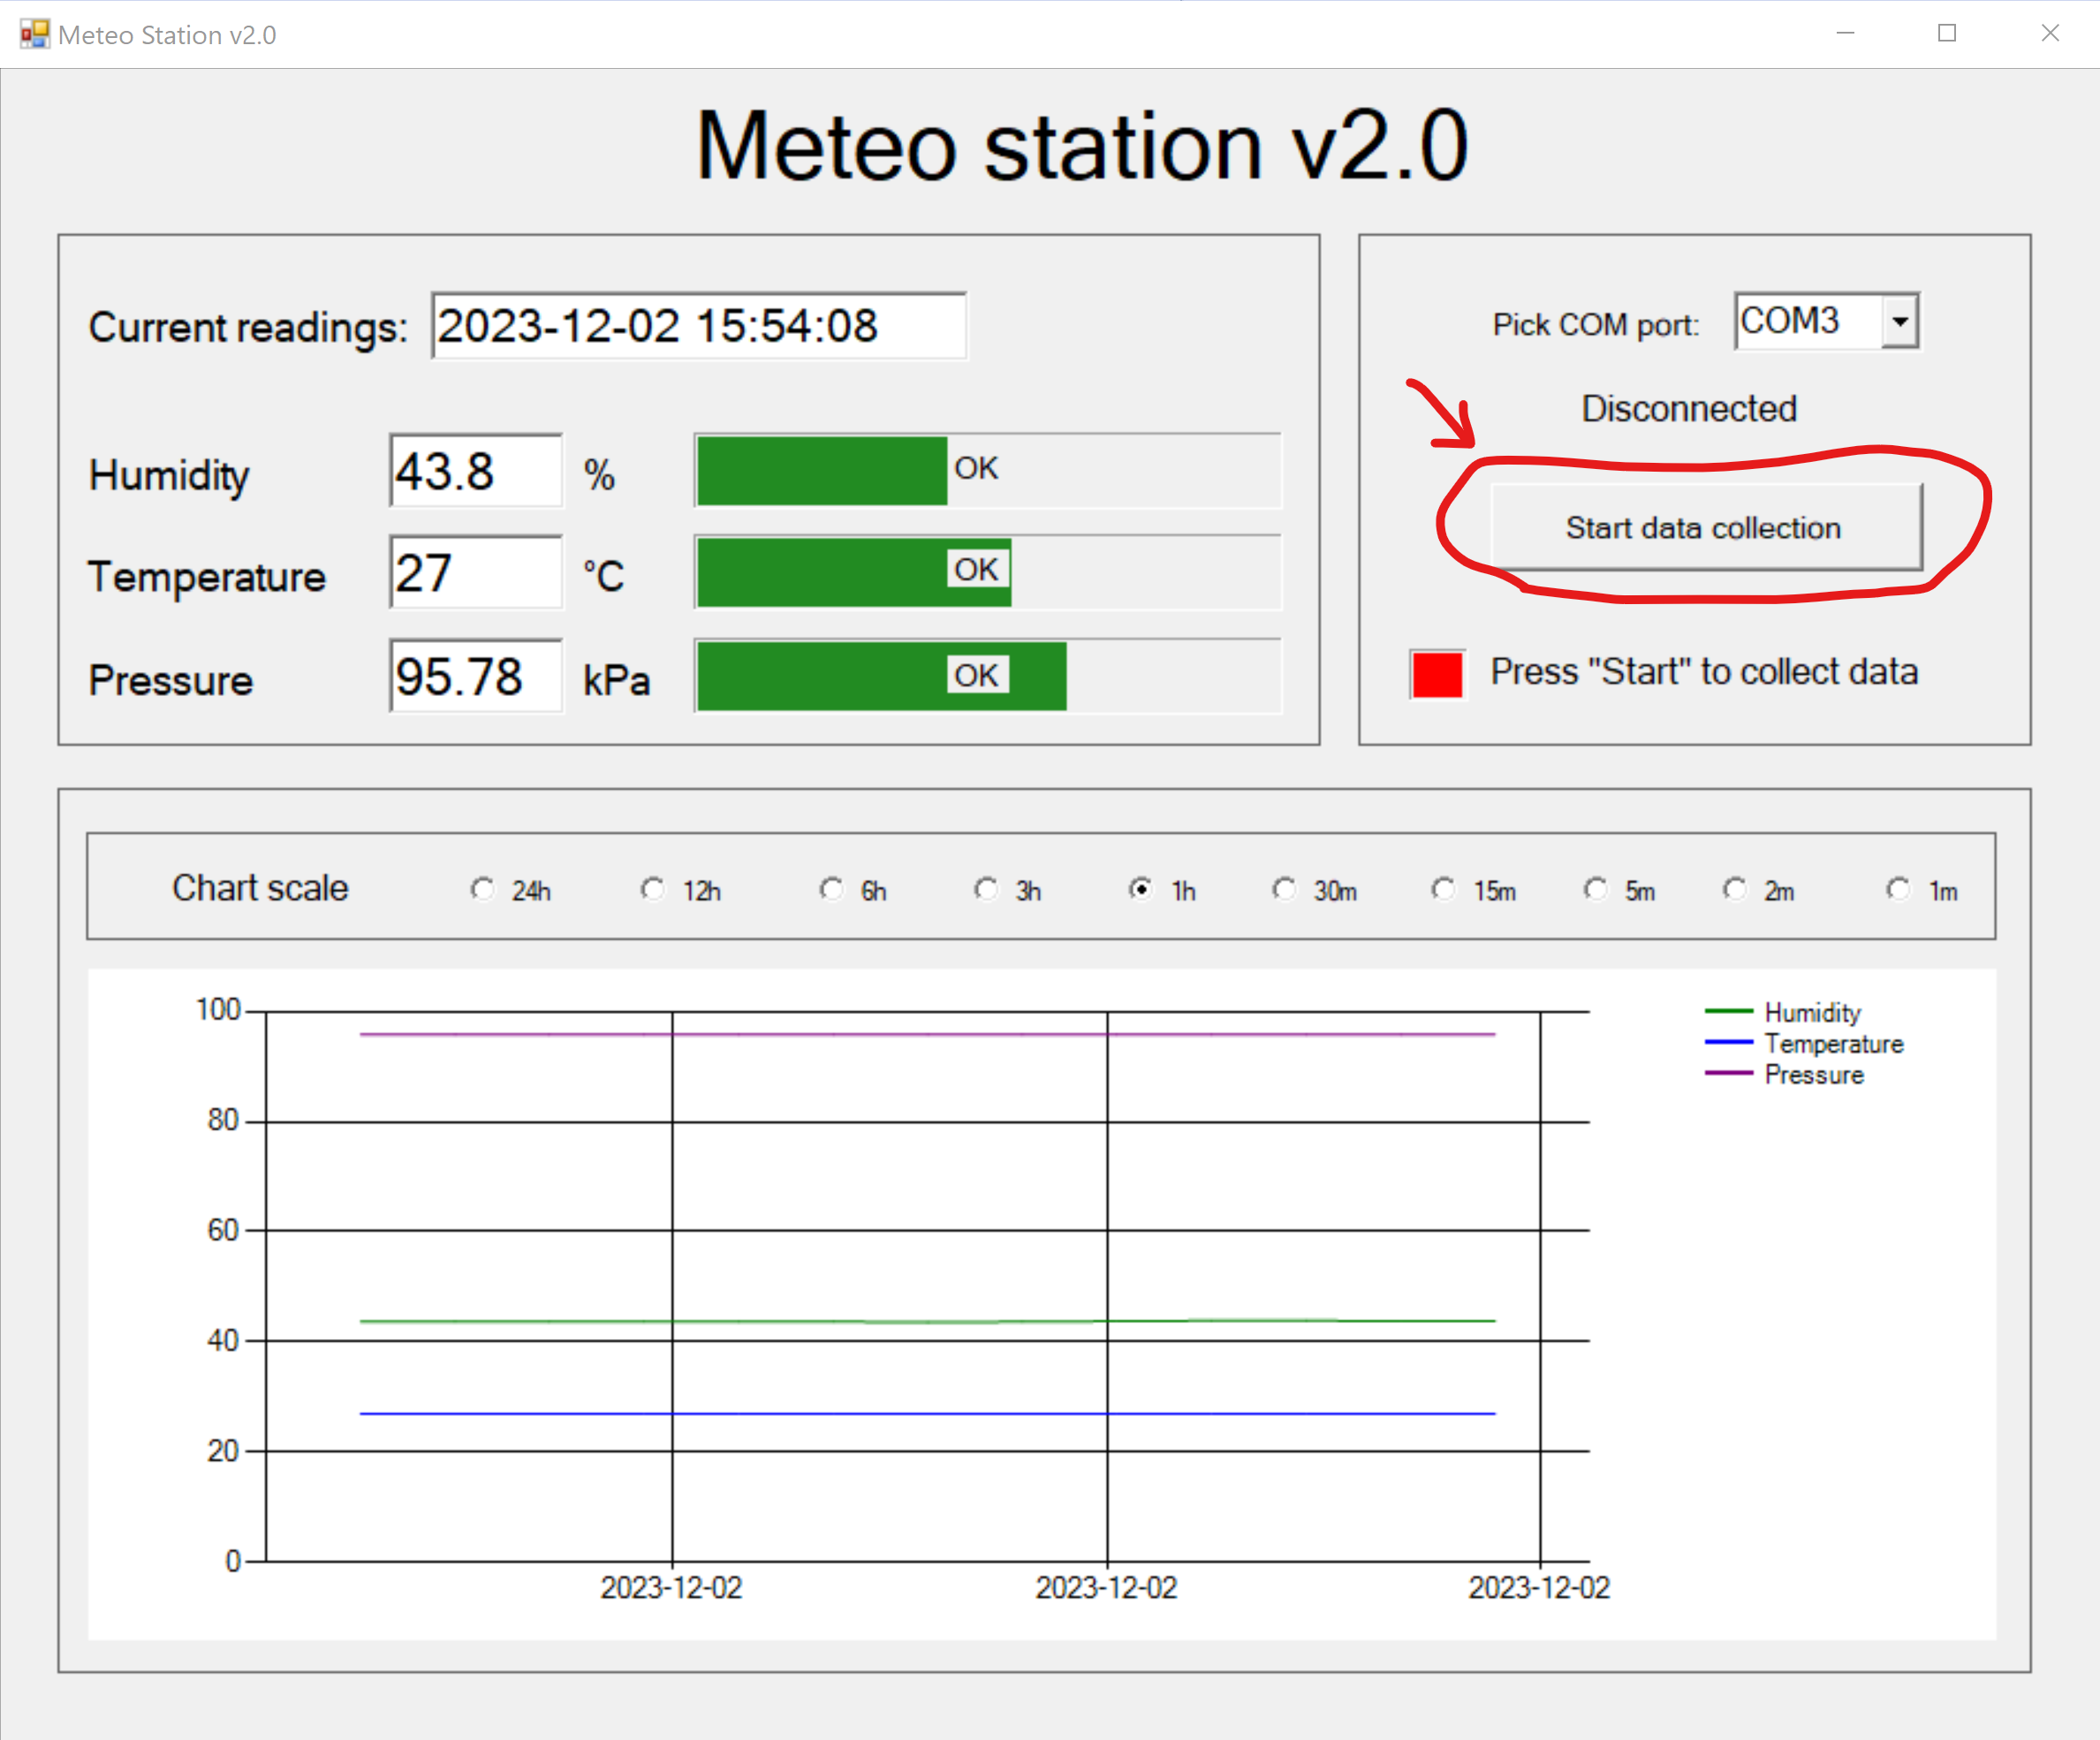 Meteo Station v2.0
Meteo station v2.0
Current readings: 2023-12-02 15:54:08
Humidity 43.8 % OK
Temperature 27 °C OK
Pressure 95.78 kPa OK
Pick COM port: COM3
Disconnected
Start data collection
Press "Start" to collect data
Chart scale 24h 12h 6h 3h 1h 30m 15m 5m 2m 1m
100
80
60
40
20
0
2023-12-02 2023-12-02 2023-12-02
Humidity
Temperature
Pressure